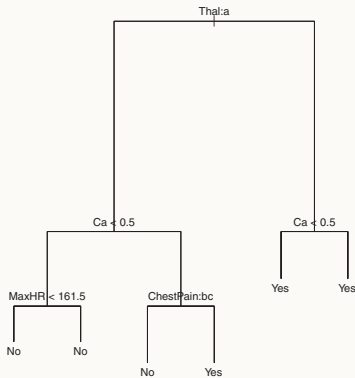 Thal:a
Ca < 0.5 Ca < 0.5
MaxHR < 161.5 ChestPain:bc Yes Yes
No No No Yes